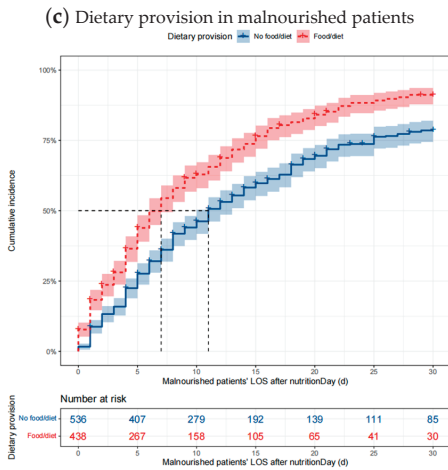 (c) Dietary provision in malnourished patients
Dietary provision No food/diet Food/diet
Cumulative incidence
100%
75%
50%
25%
0%
0 5 10 15 20 25 30
Malnourished patients' LOS after nutritionDay (d)
Number at risk
Dietary provision
No food/diet 536 407 279 192 139 111 85
Food/diet 438 267 158 105 65 41 30
0 5 10 15 20 25 30
Malnourished patients' LOS after nutritionDay (d)